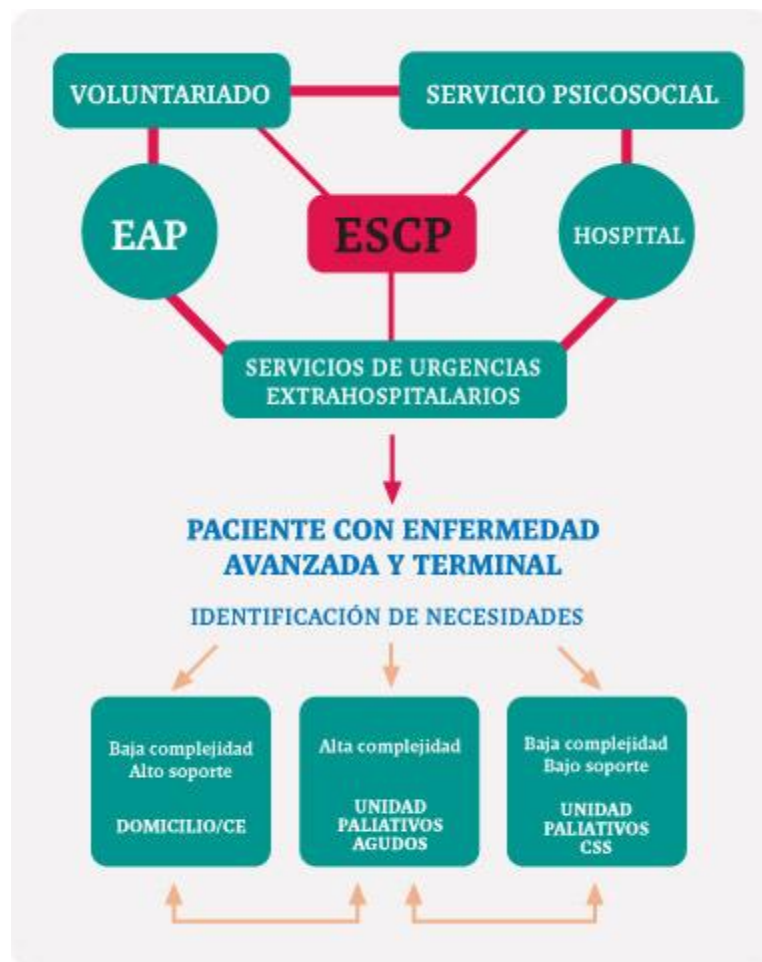 VOLUNTARIADO
SERVICIO PSICOSOCIAL
EAP
ESCP
HOSPITAL
SERVICIOS DE URGENCIAS
EXTRAHOSPITALARIOS
PACIENTE CON ENFERMEDAD
AVANZADA Y TERMINAL
IDENTIFICACIÓN DE NECESIDADES
Baja complejidad
Alto soporte
DOMICILIO/CE
Alta complejidad
UNIDAD
PALIATIVOS
AGUDOS
Baja complejidad
Bajo soporte
UNIDAD
PALIATIVOS
CSS